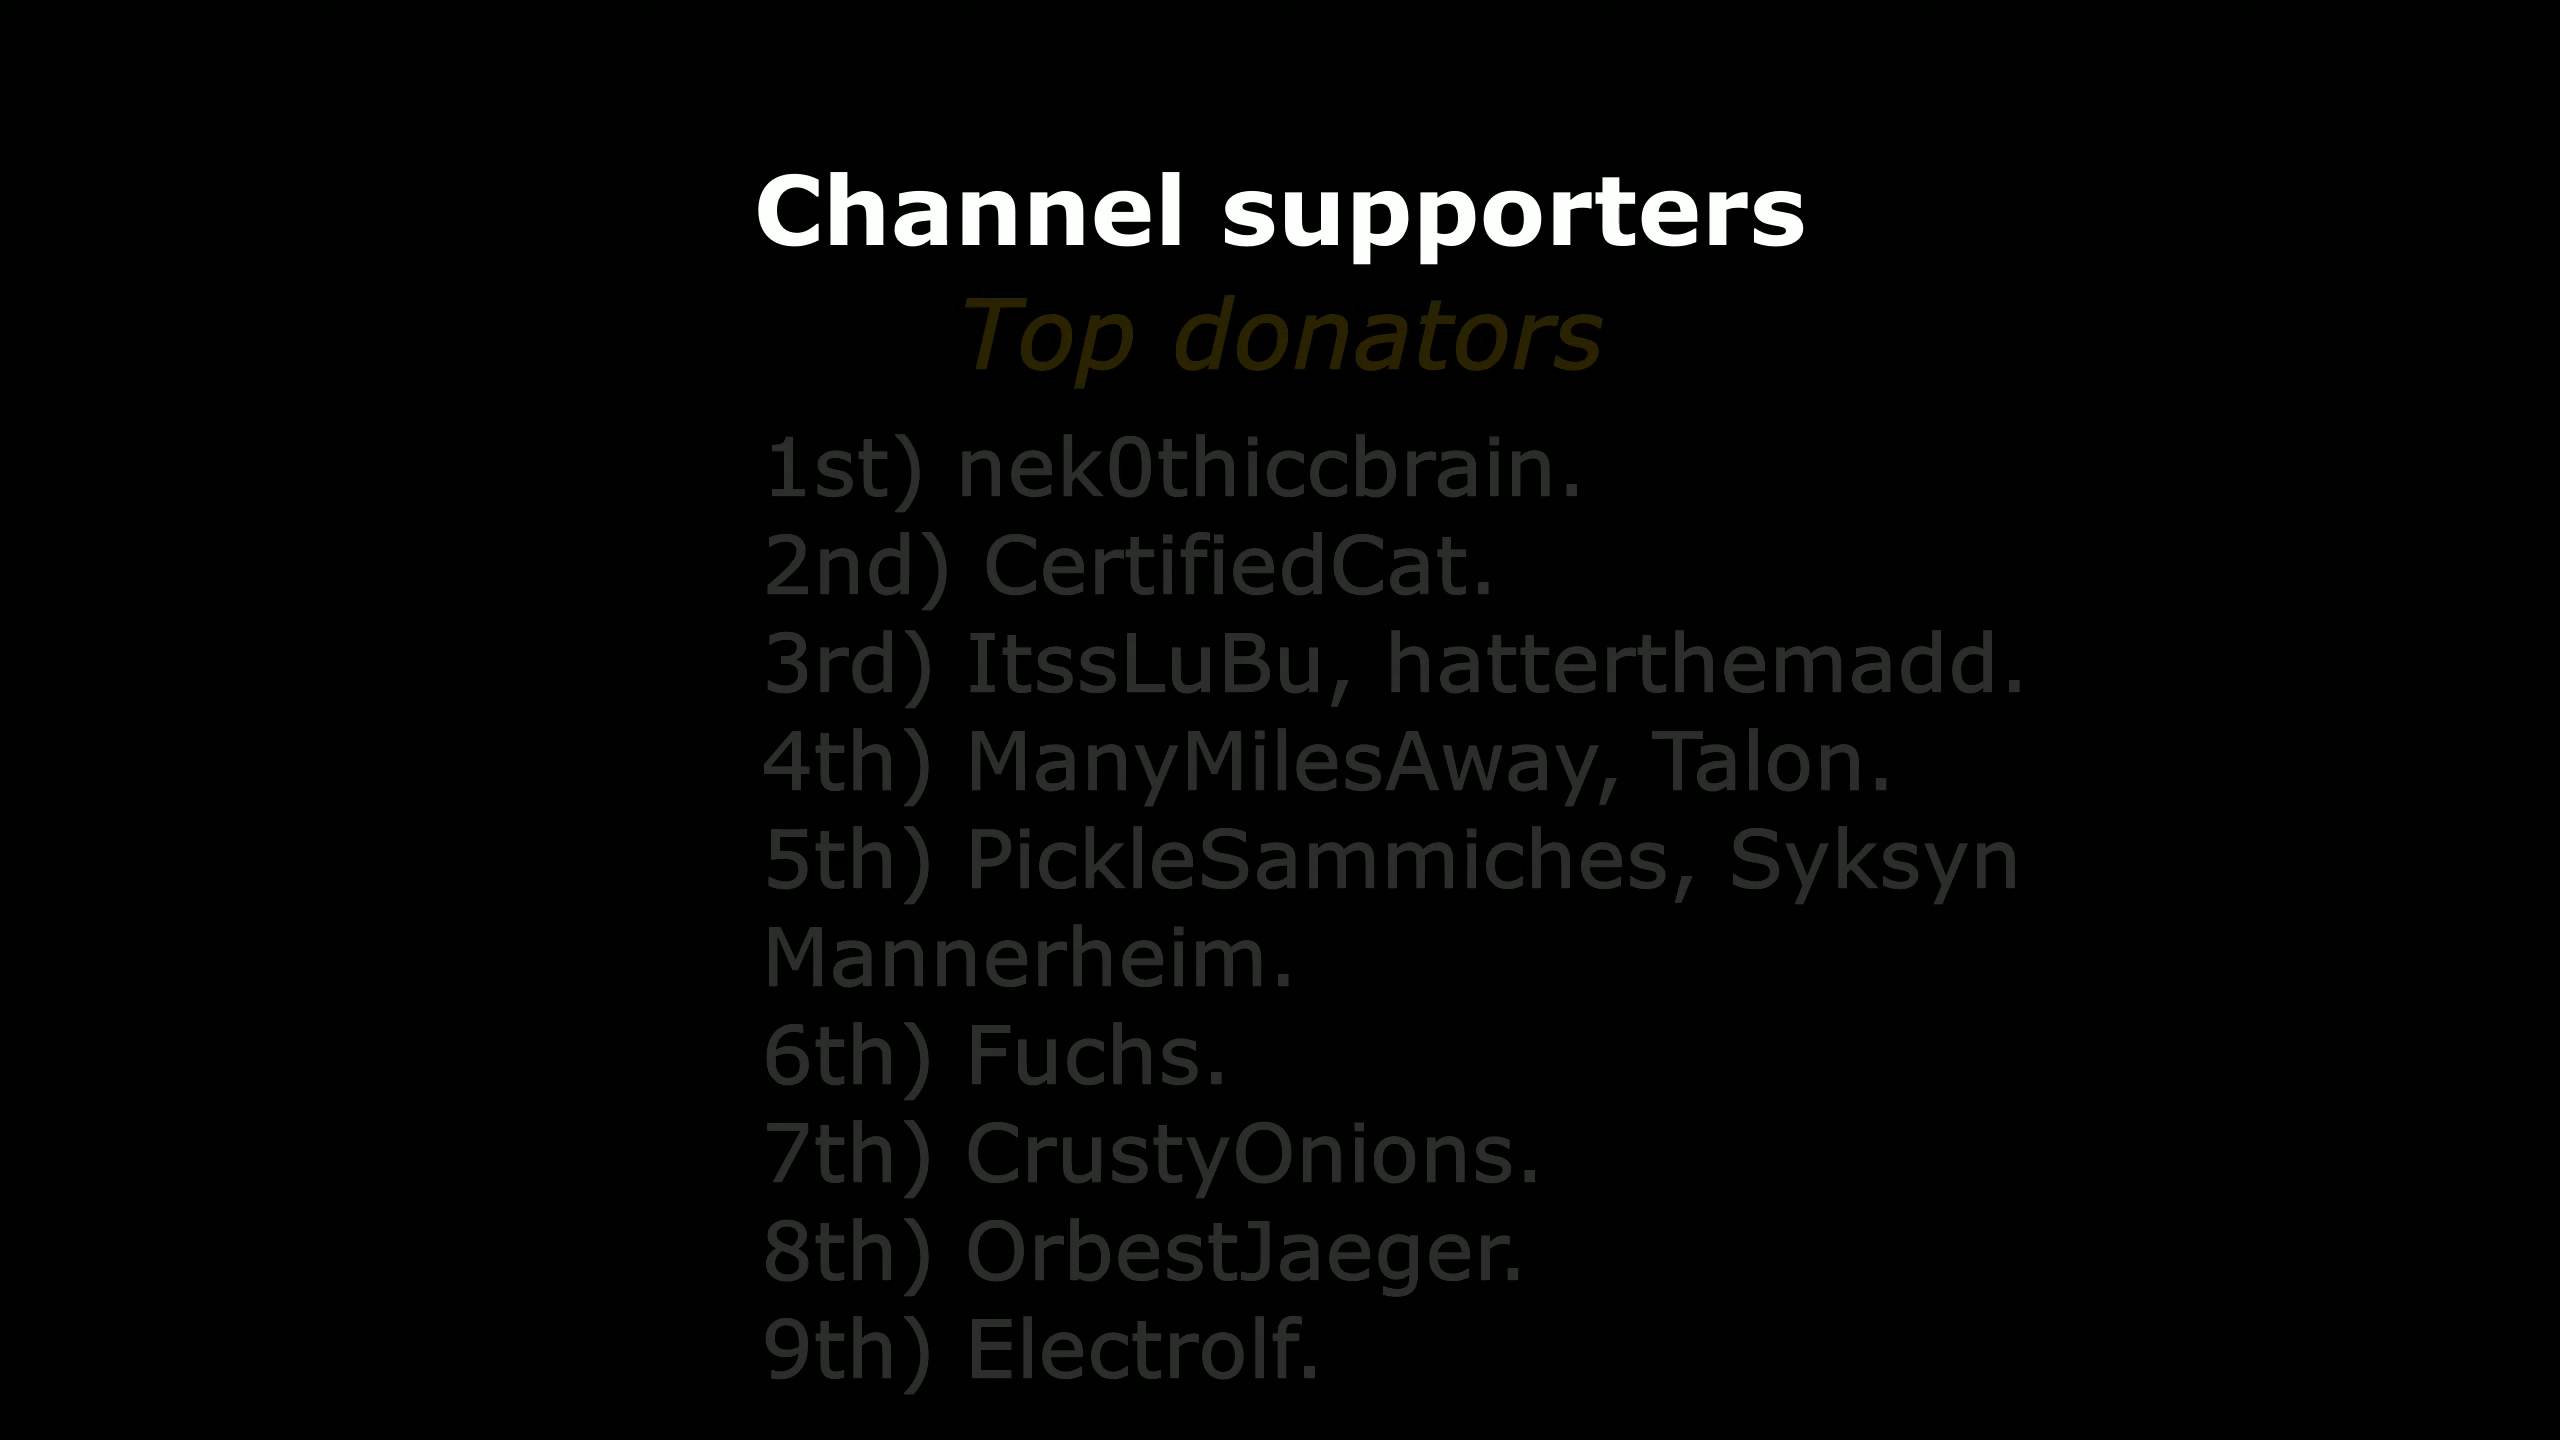 Channel supporters
Top donators
1st) nek0thiccbrain.
2nd) CertifiedCat.
3rd) ItssLuBu, hatterthemadd.
4th) ManyMilesAway, Talon.
5th) PickleSammiches, Syksyn
Mannerheim.
6th) Fuchs.
7th) CrustyOnions.
8th) OrbestJaeger.
9th) Electrolf.